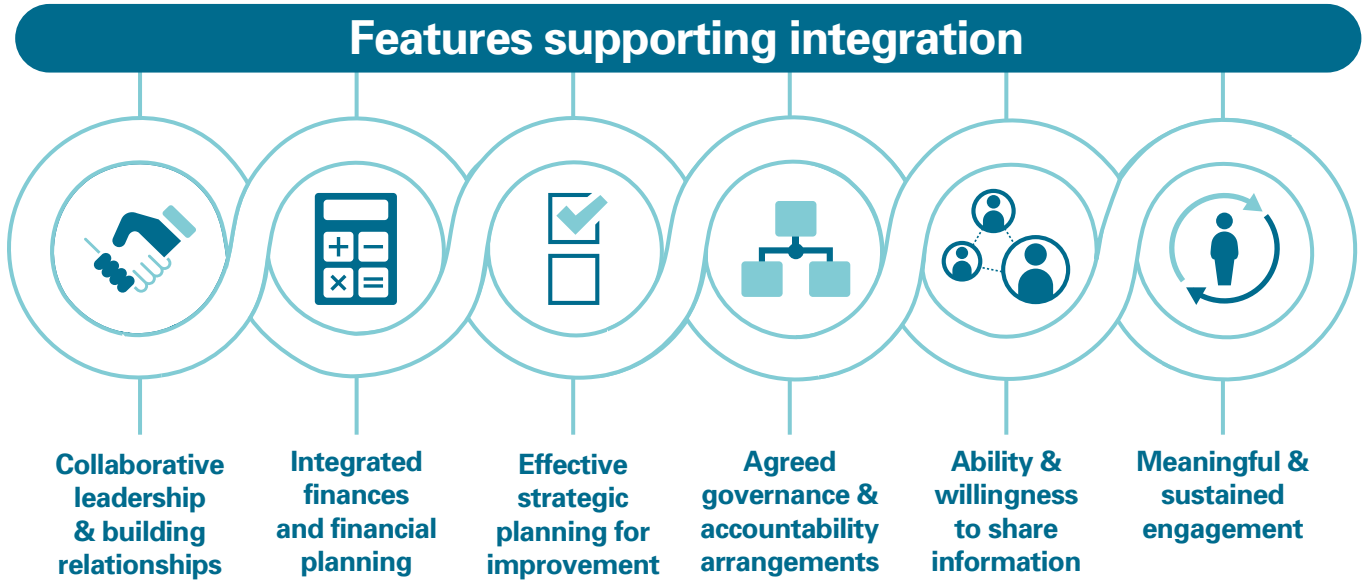 Features supporting integration
Collaborative
leadership
& building
relationships
Integrated
finances
and financial
planning
Effective
strategic
planning for
improvement
Agreed
governance &
accountability
arrangements
Ability &
willingness
to share
information
Meaningful &
sustained
engagement